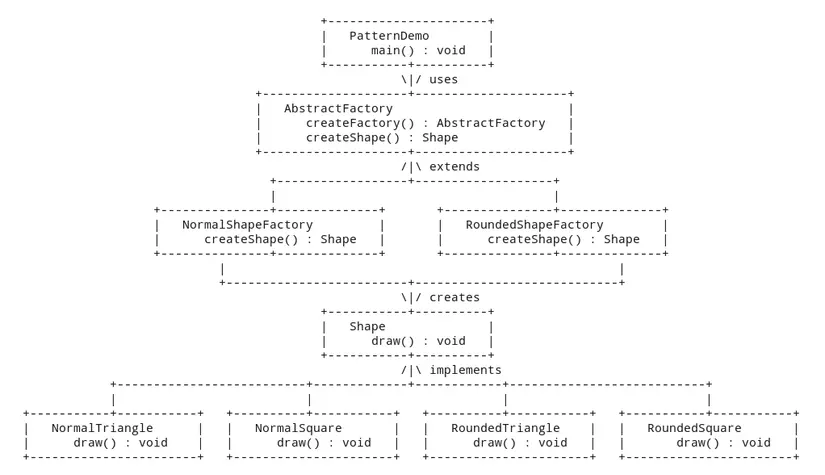 PatternDemo
main() : void
uses
AbstractFactory
createFactory() : AbstractFactory
createShape() : Shape
extends
NormalShapeFactory RoundedShapeFactory
createShape() : Shape createShape() : Shape
creates
Shape
draw() : void
implements
NormalTriangle NormalSquare RoundedTriangle RoundedSquare
draw() : void draw() : void draw() : void draw() : void